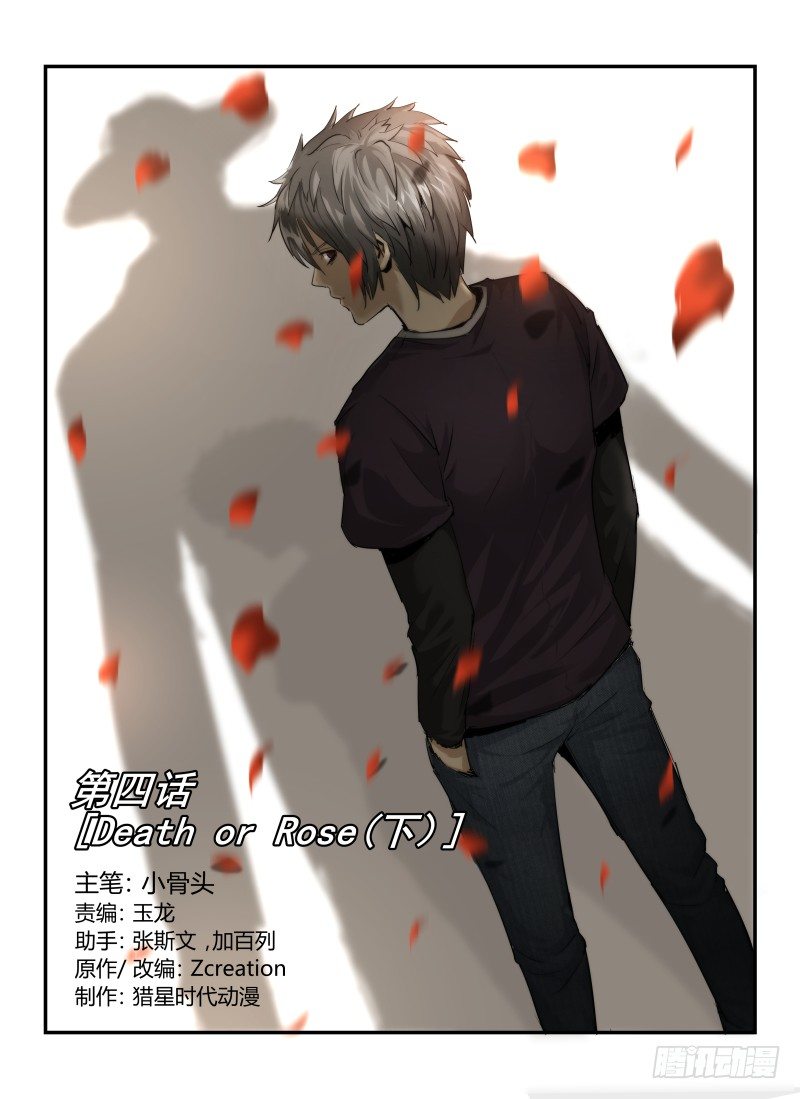 第四话
[Death or Rose(下)]
主笔：小骨头
责编：玉龙
助手：张斯文 ,加百列
原作/ 改编：Zcreation
制作：猎星时代动漫
腾讯动漫